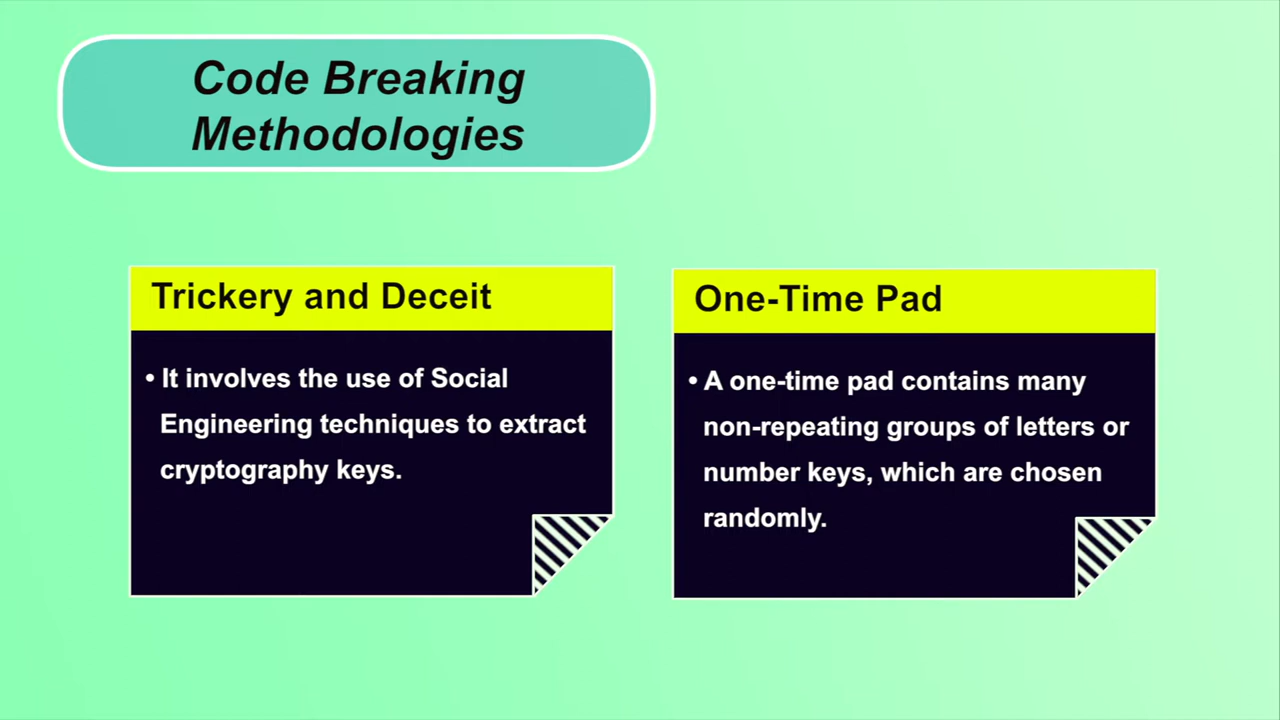 Code Breaking
Methodologies
Trickery and Deceit
• It involves the use of Social
Engineering techniques to extract
cryptography keys.
One-Time Pad
• A one-time pad contains many
non-repeating groups of letters or
number keys, which are chosen
randomly.